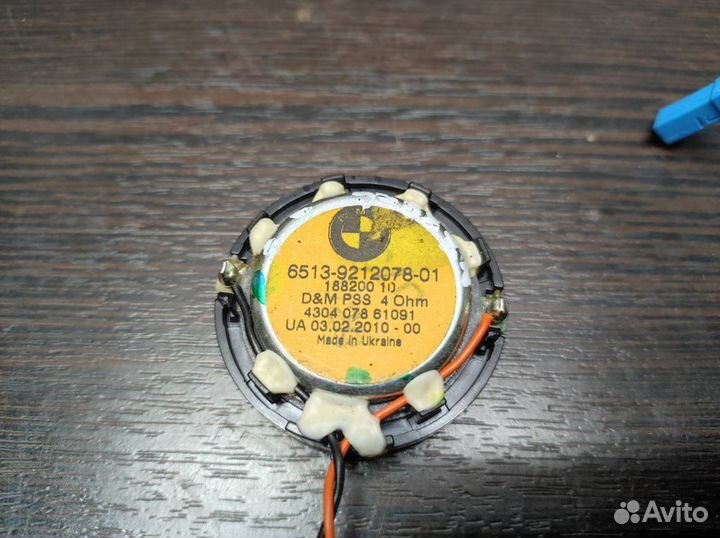 6513-9212078-01
188200 10
D&M PSS 4 Ohm
4304 078 61091
UA 03.02.2010 - 00
Made in Ukraine
Avito